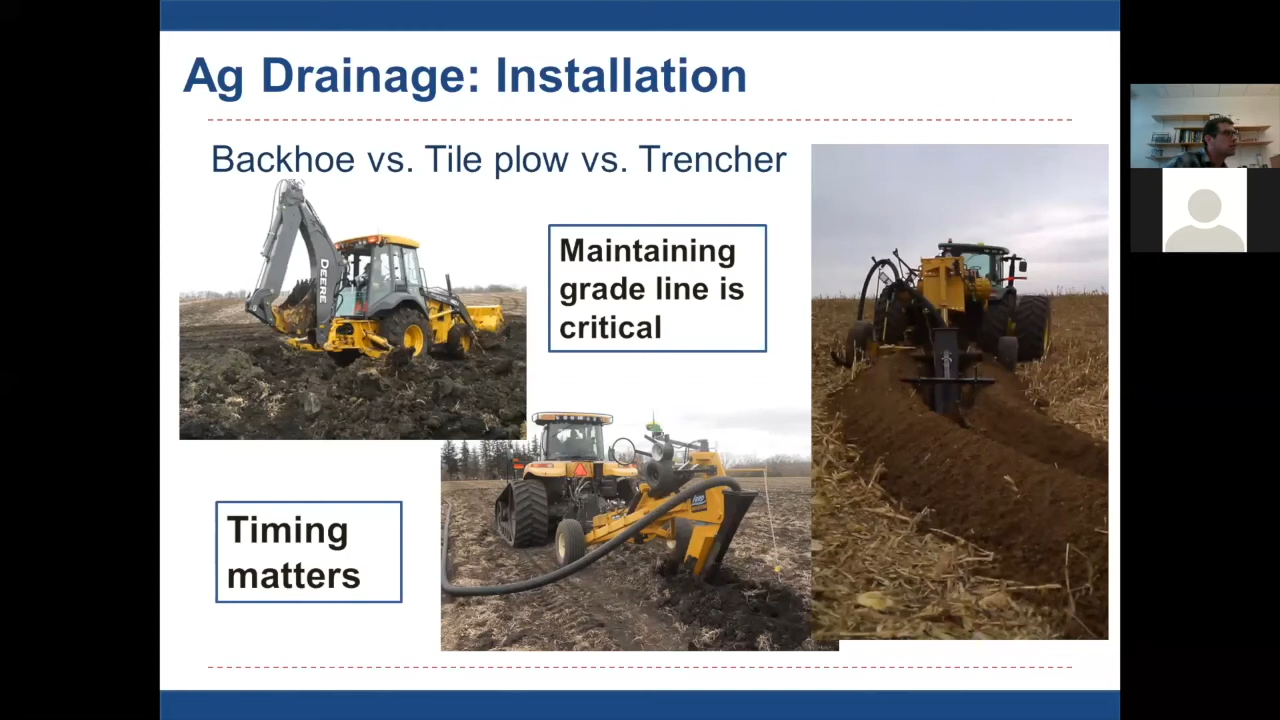 Ag Drainage: Installation
Backhoe vs. Tile plow vs. Trencher
DEERE
Maintaining
grade line is
critical
Timing
matters